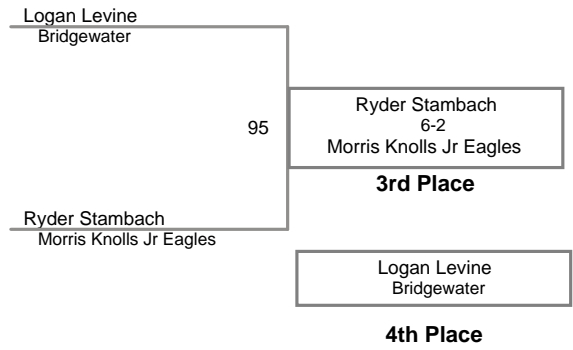 Logan Levine
Bridgewater
95
Ryder Stambach
6-2
Morris Knolls Jr Eagles
3rd Place
Ryder Stambach
Morris Knolls Jr Eagles
Logan Levine
Bridgewater
4th Place